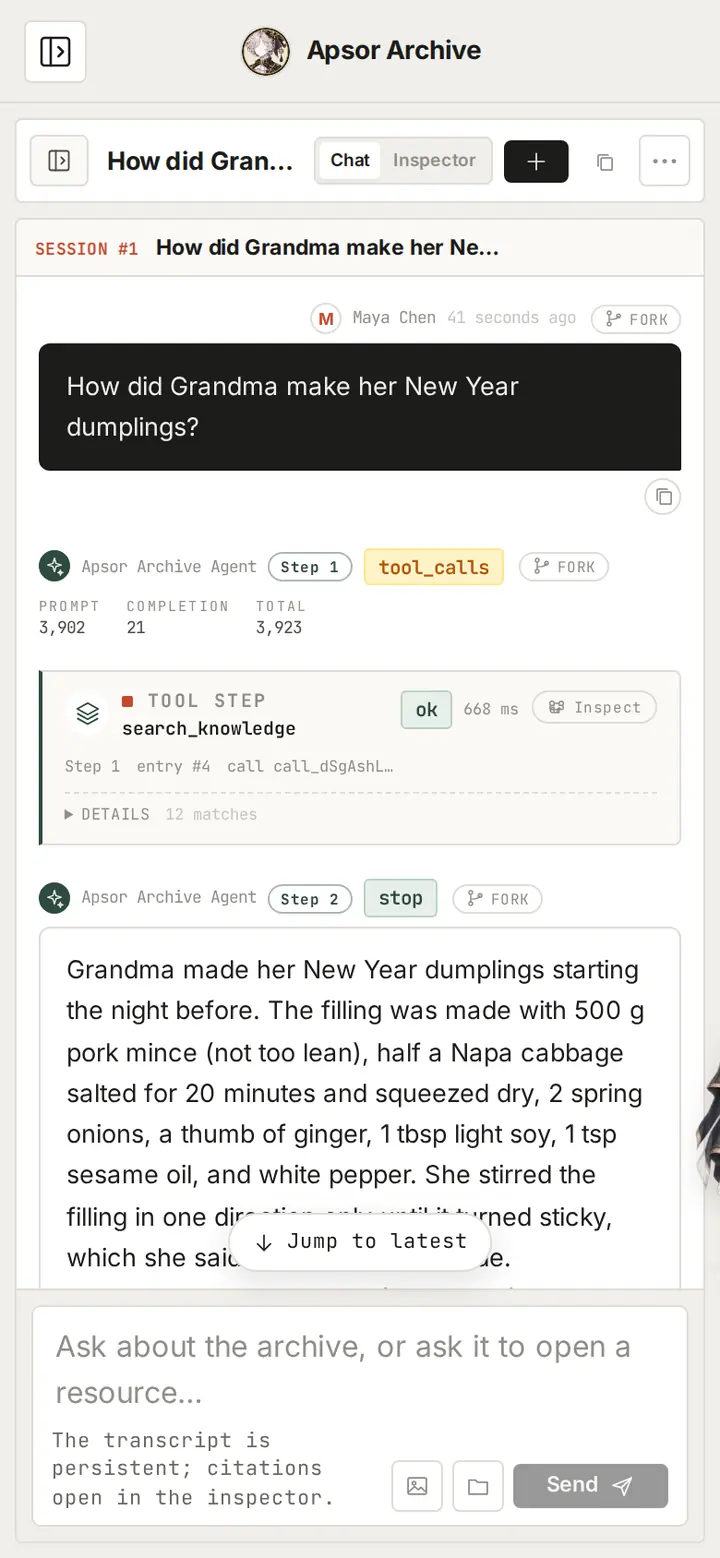 Apsor Archive
How did Gran...
Chat
Inspector
SESSION #1 How did Grandma make her Ne...
M Maya Chen 41 seconds ago FORK
How did Grandma make her New Year
dumplings?
Apsor Archive Agent Step 1 tool_calls FORK
PROMPT COMPLETION TOTAL
3,902 21 3,923
TOOL STEP
search_knowledge
ok 668 ms Inspect
Step 1 entry #4 call call_dSgAshL…
DETAILS 12 matches
Apsor Archive Agent Step 2 stop FORK
Grandma made her New Year dumplings starting
the night before. The filling was made with 500 g
pork mince (not too lean), half a Napa cabbage
salted for 20 minutes and squeezed dry, 2 spring
onions, a thumb of ginger, 1 tbsp light soy, 1 tsp
sesame oil, and white pepper. She stirred the
filling in one direction only until it turned sticky,
which she said
Jump to latest
Ask about the archive, or ask it to open a
resource...
The transcript is
persistent; citations
open in the inspector.
Send